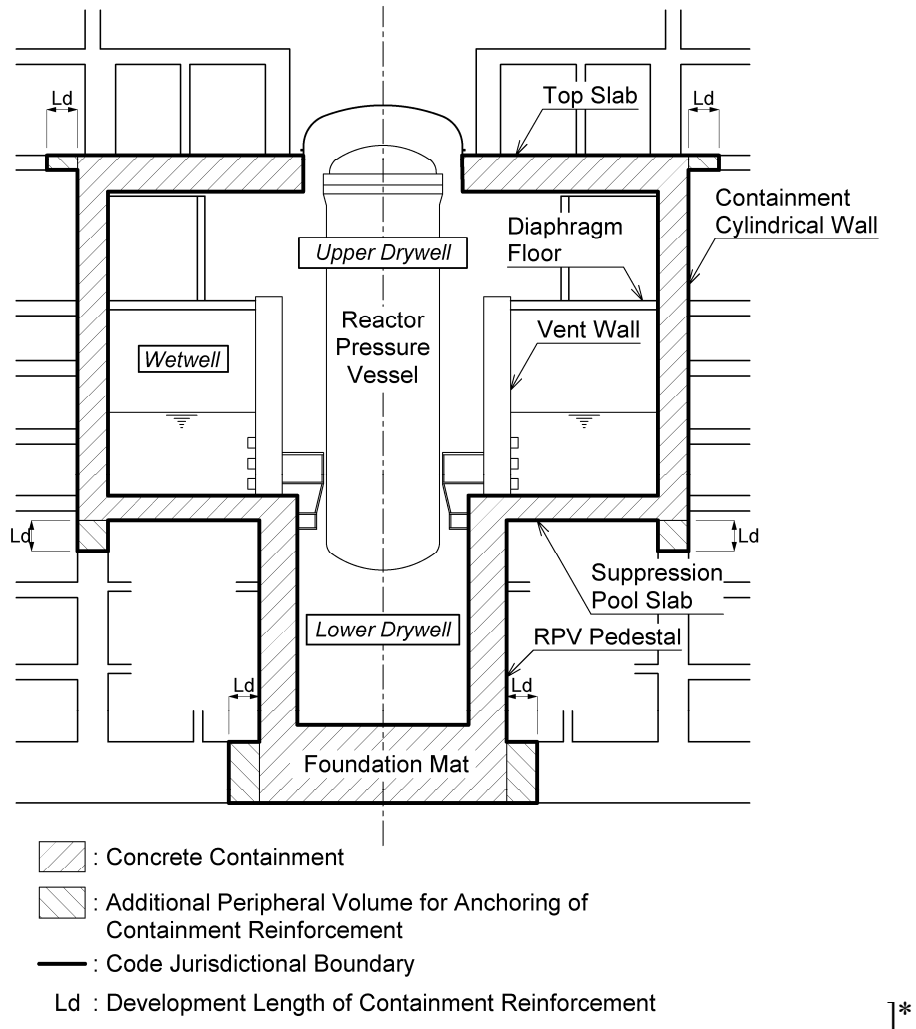 Ld
Top Slab
Ld
Containment
Cylindrical Wall
Diaphragm
Floor
Upper Drywell
Reactor
Pressure
Vessel
Vent Wall
Wetwell
Ld
Ld
Suppression
Pool Slab
Lower Drywell
RPV Pedestal
Ld
Ld
Foundation Mat
: Concrete Containment
: Additional Peripheral Volume for Anchoring of
Containment Reinforcement
: Code Jurisdictional Boundary
Ld : Development Length of Containment Reinforcement
]*